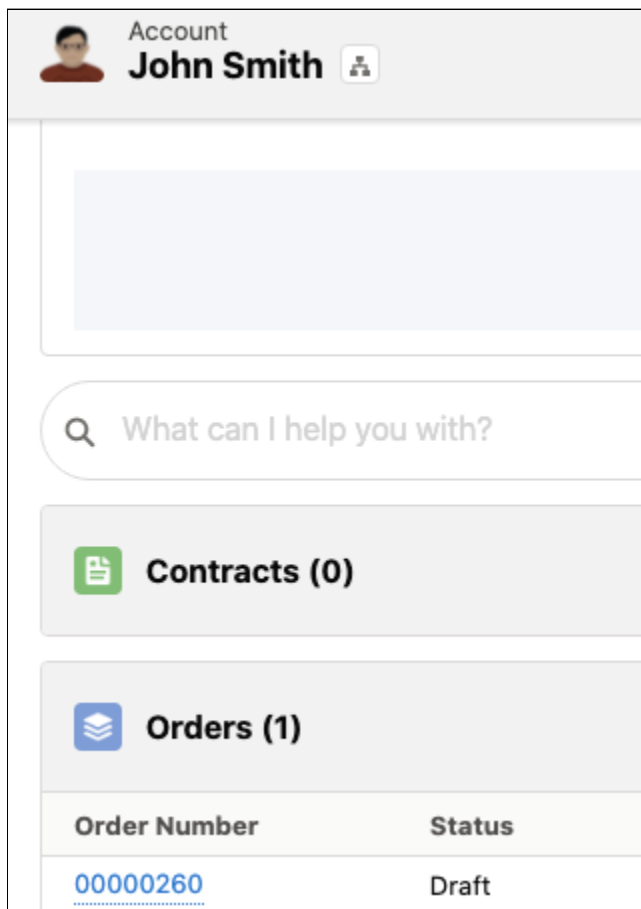 Account
John Smith
What can I help you with?
Contracts (0)
Orders (1)
Order Number Status
00000260 Draft